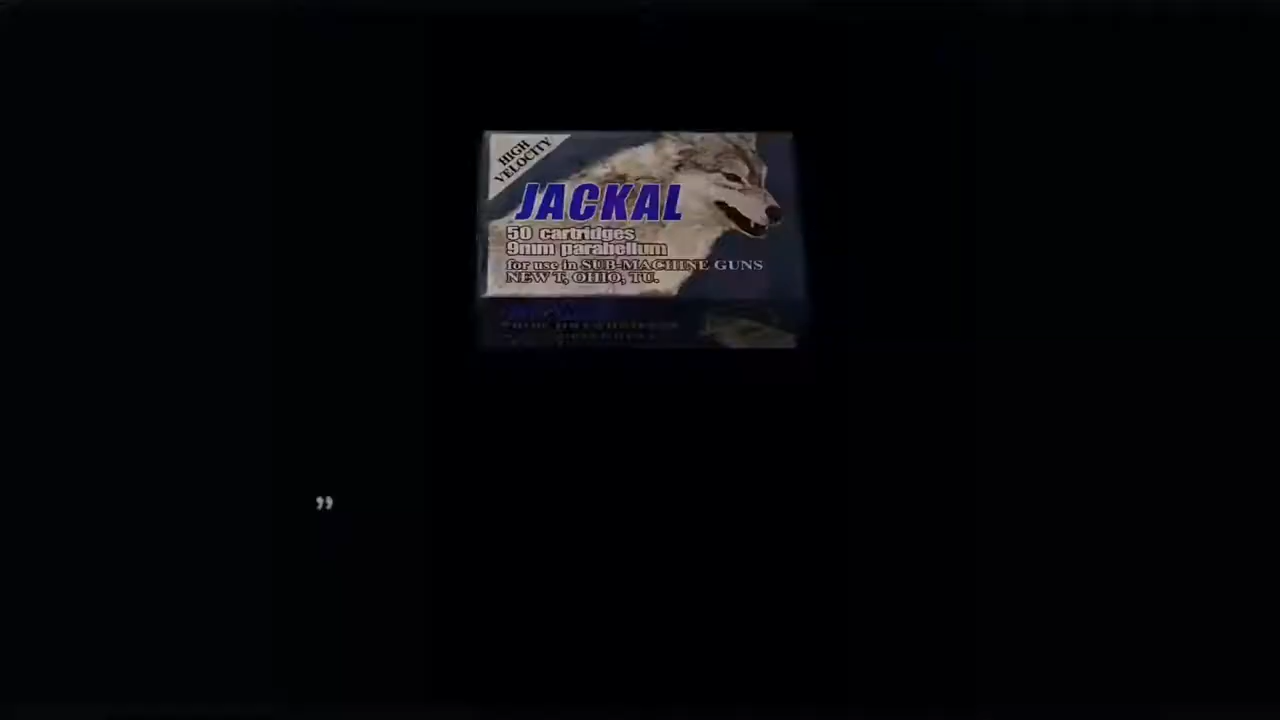 HIGH
VELOCITY
JACKAL
50 cartridges
9mm parabellum
for use in SUB-MACHINE GUNS
NEW T, OHIO, TU.
”